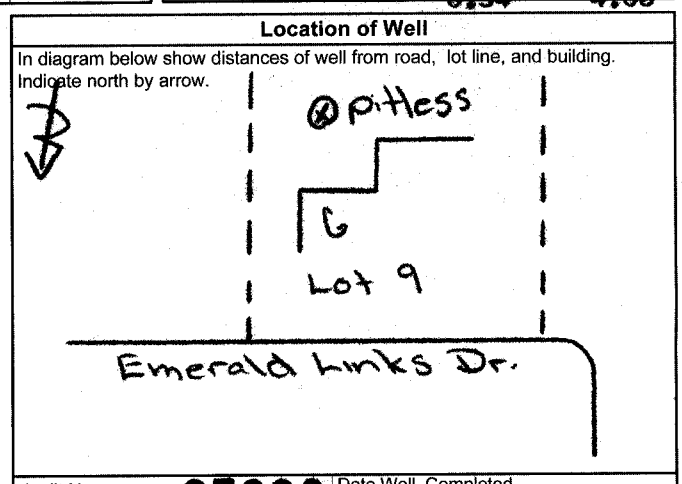 Location of Well
In diagram below show distances of well from road, lot line, and building.
Indicate north by arrow.
N
⊗ pitless
G
Lot 9
Emerald Links Dr.
Date Well Completed